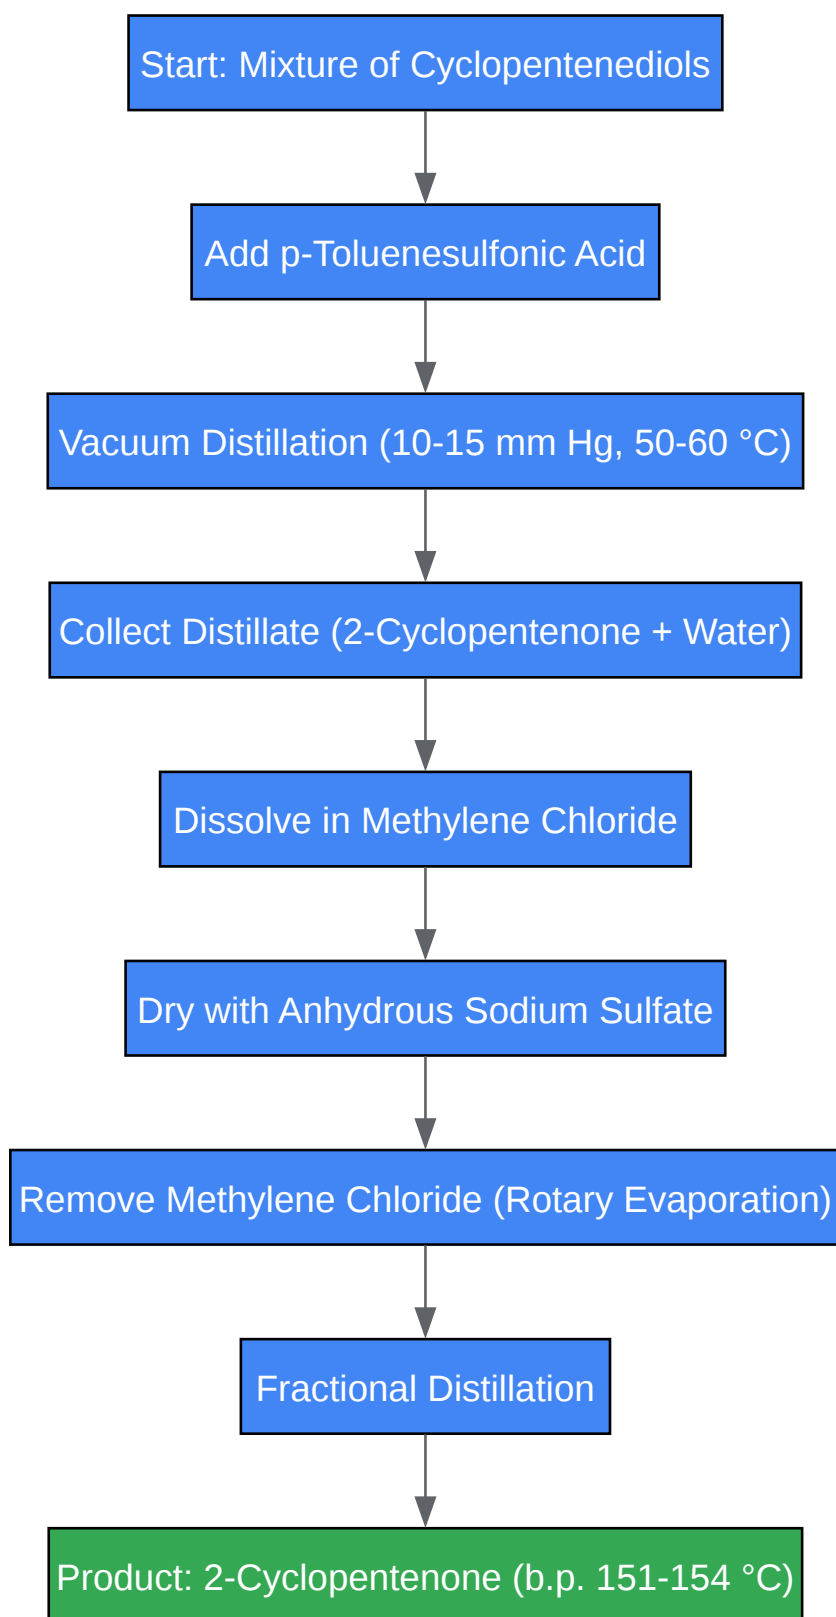 Start: Mixture of Cyclopentenediols
Add p-Toluenesulfonic Acid
Vacuum Distillation (10-15 mm Hg, 50-60 °C)
Collect Distillate (2-Cyclopentenone + Water)
Dissolve in Methylene Chloride
Dry with Anhydrous Sodium Sulfate
Remove Methylene Chloride (Rotary Evaporation)
Fractional Distillation
Product: 2-Cyclopentenone (b.p. 151-154 °C)